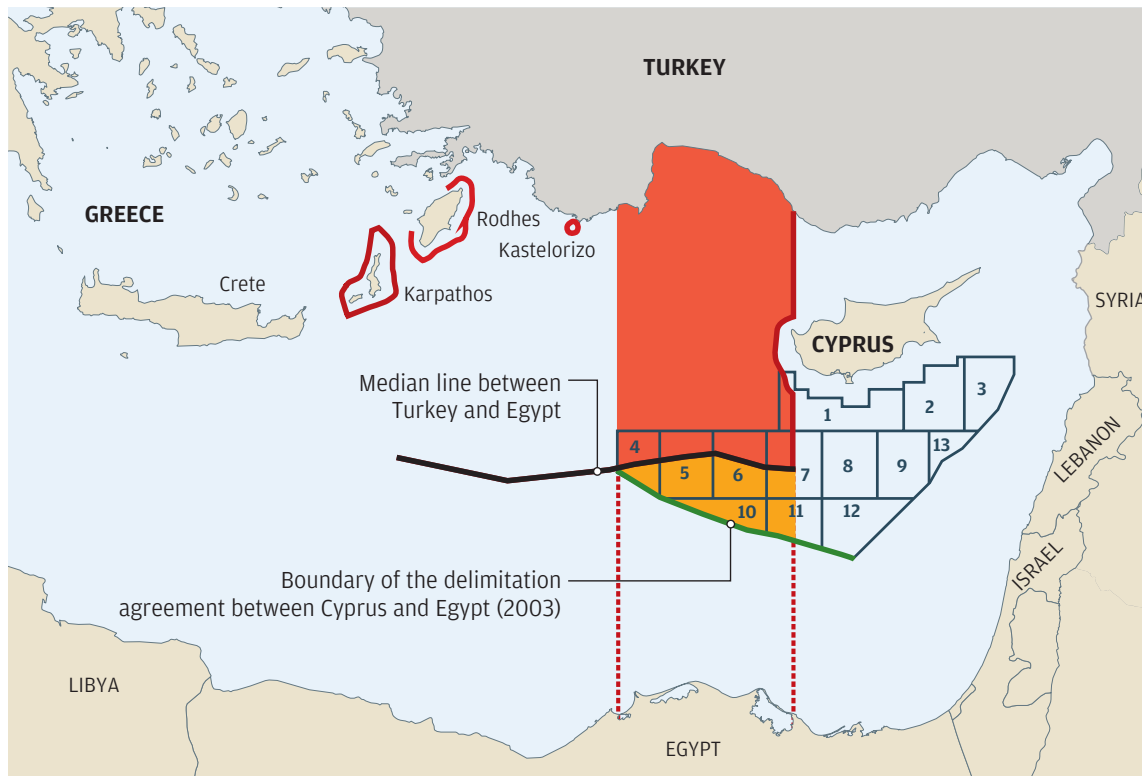 TURKEY
GREECE
Rodhes
Kastelorizo
Crete
Karpathos
SYRIA
CYPRUS
Median line between
Turkey and Egypt
1
2
3
4
5
6
7
8
9
13
10
11
12
LEBANON
Boundary of the delimitation
agreement between Cyprus and Egypt (2003)
ISRAEL
LIBYA
EGYPT